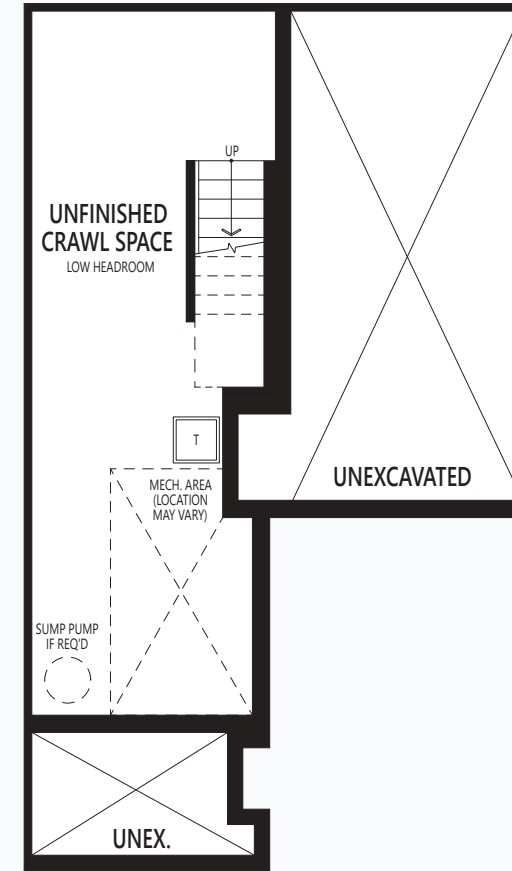 UP
UNFINISHED
CRAWL SPACE
LOW HEADROOM
T
MECH. AREA
(LOCATION
MAY VARY)
UNEXCAVATED
SUMP PUMP
IF REQ'D
UNEX.